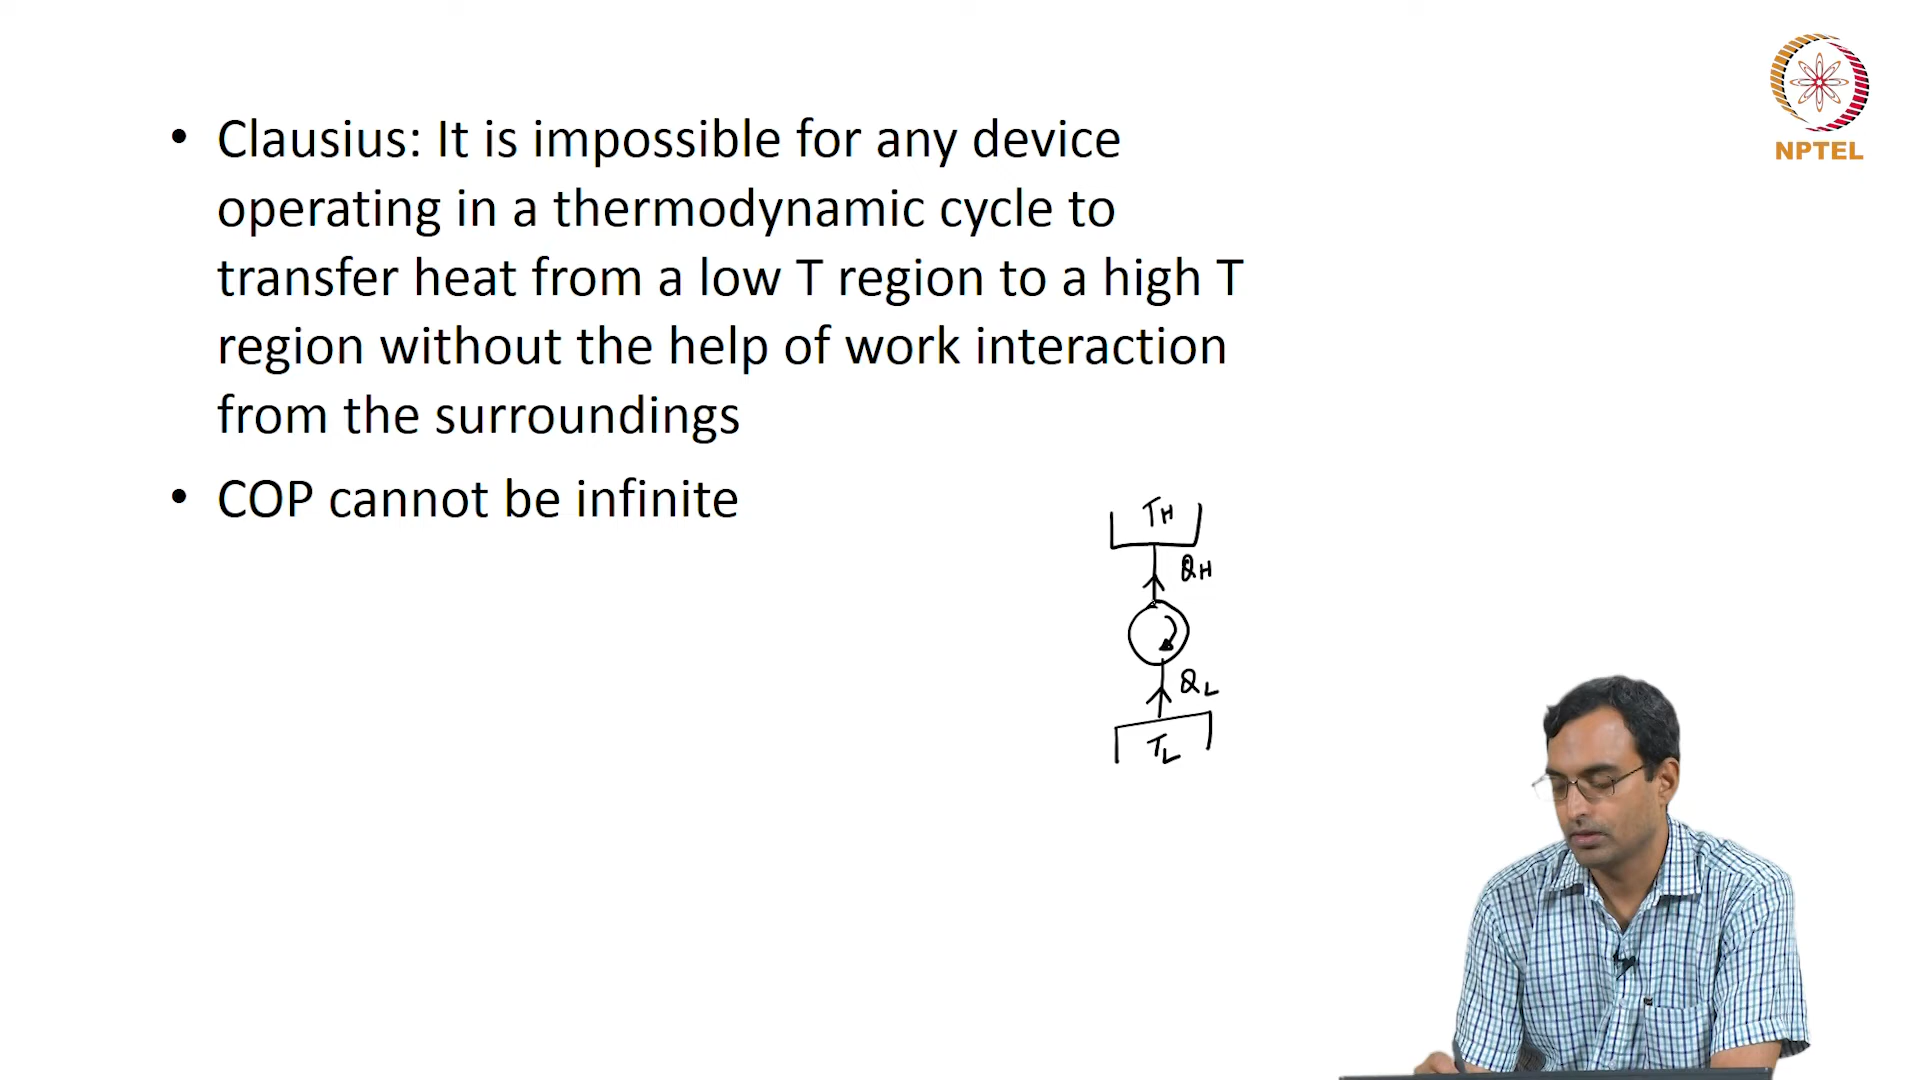 • Clausius: It is impossible for any device
operating in a thermodynamic cycle to
transfer heat from a low T region to a high T
region without the help of work interaction
from the surroundings
• COP cannot be infinite
NPTEL
TH
QH
QL
TL